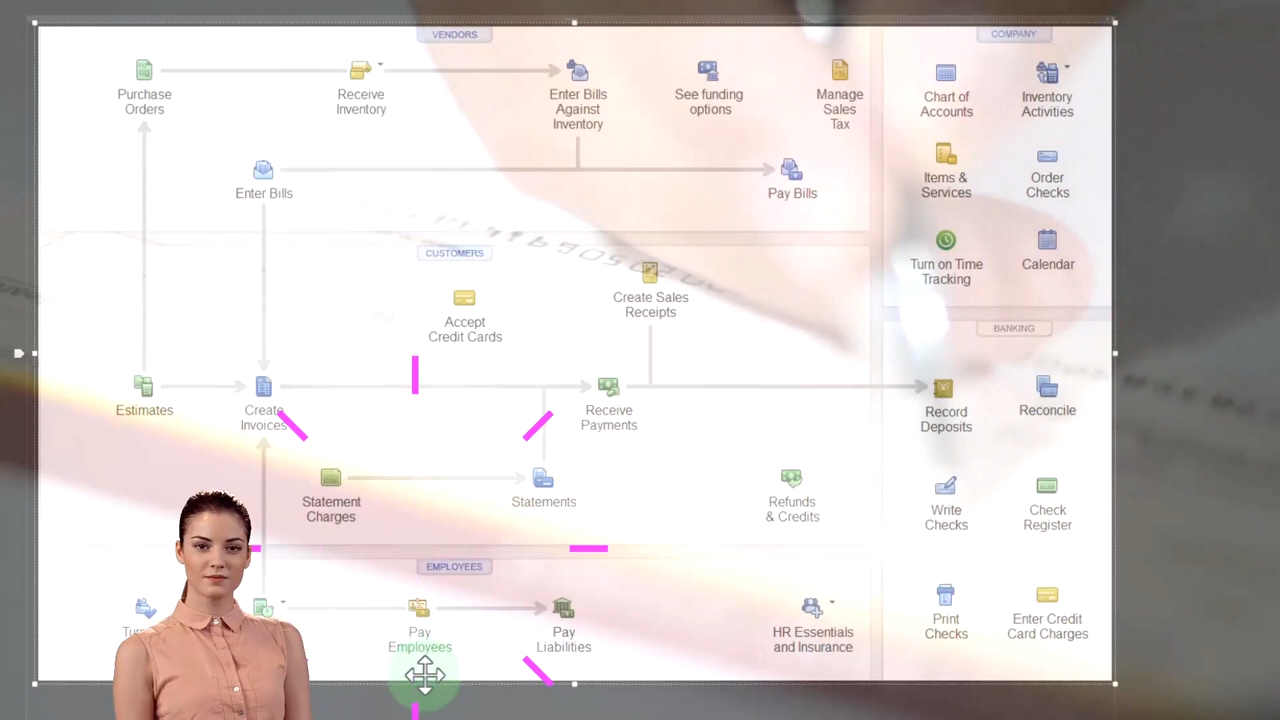 VENDORS
COMPANY
Purchase
Orders
Receive
Inventory
Enter Bills
Against
Inventory
See funding
options
Manage
Sales
Tax
Chart of
Accounts
Inventory
Activities
Enter Bills
Pay Bills
Items &
Services
Order
Checks
CUSTOMERS
Turn on Time
Tracking
Calendar
Accept
Credit Cards
Create Sales
Receipts
BANKING
Estimates
Create
Invoices
Receive
Payments
Record
Deposits
Reconcile
Statement
Charges
Statements
Refunds
& Credits
Write
Checks
Check
Register
EMPLOYEES
Pay
Employees
Pay
Liabilities
HR Essentials
and Insurance
Print
Checks
Enter Credit
Card Charges